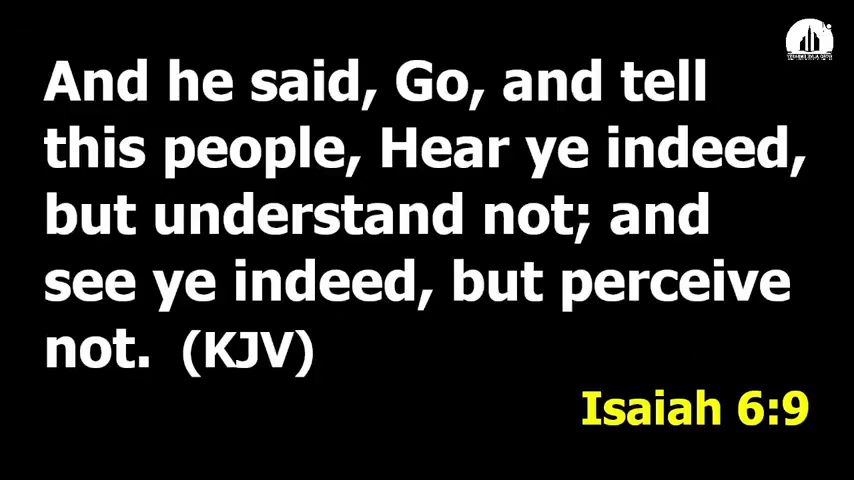 And he said, Go, and tell
this people, Hear ye indeed,
but understand not; and
see ye indeed, but perceive
not. (KJV)
Isaiah 6:9